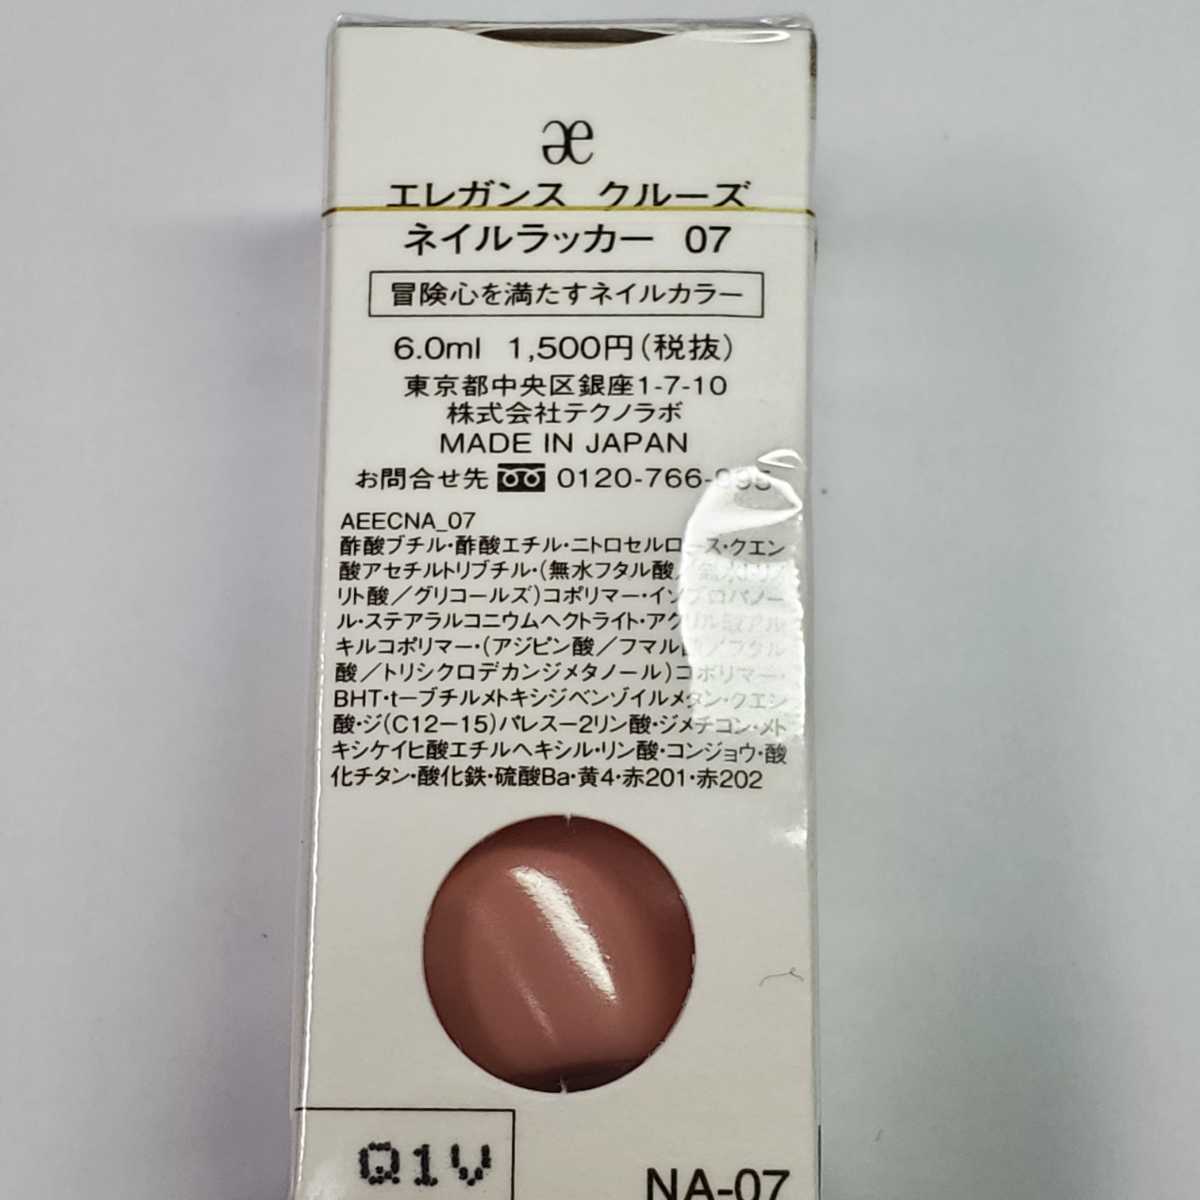 æ
エレガンス クルーズ
ネイルラッカー 07
冒険心を満たすネイルカラー
6.0ml 1,500円(税抜)
東京都中央区銀座1-7-10
株式会社テクノラボ
MADE IN JAPAN
お問合せ先 0120-766-995
AEECNA_07
酢酸ブチル・酢酸エチル・ニトロセルロース・クエン
酸アセチルトリブチル・(無水フタル酸/無水トリメ
リト酸/グリコールズ)コポリマー・イソプロパノー
ル・ステアラルコニウムヘクトライト・アクリル酸アル
キルコポリマー・(アジピン酸/フマル酸/フタル
酸/トリシクロデカンジメタノール)コポリマー・
BHT・t-ブチルメトキシジベンゾイルメタン・クエン
酸・ジ(C12-15)パレス-2リン酸・ジメチコン・メト
キシケイヒ酸エチルヘキシル・リン酸・コンジョウ・酸
化チタン・酸化鉄・硫酸Ba・黄4・赤201・赤202
Q1V
NA-07